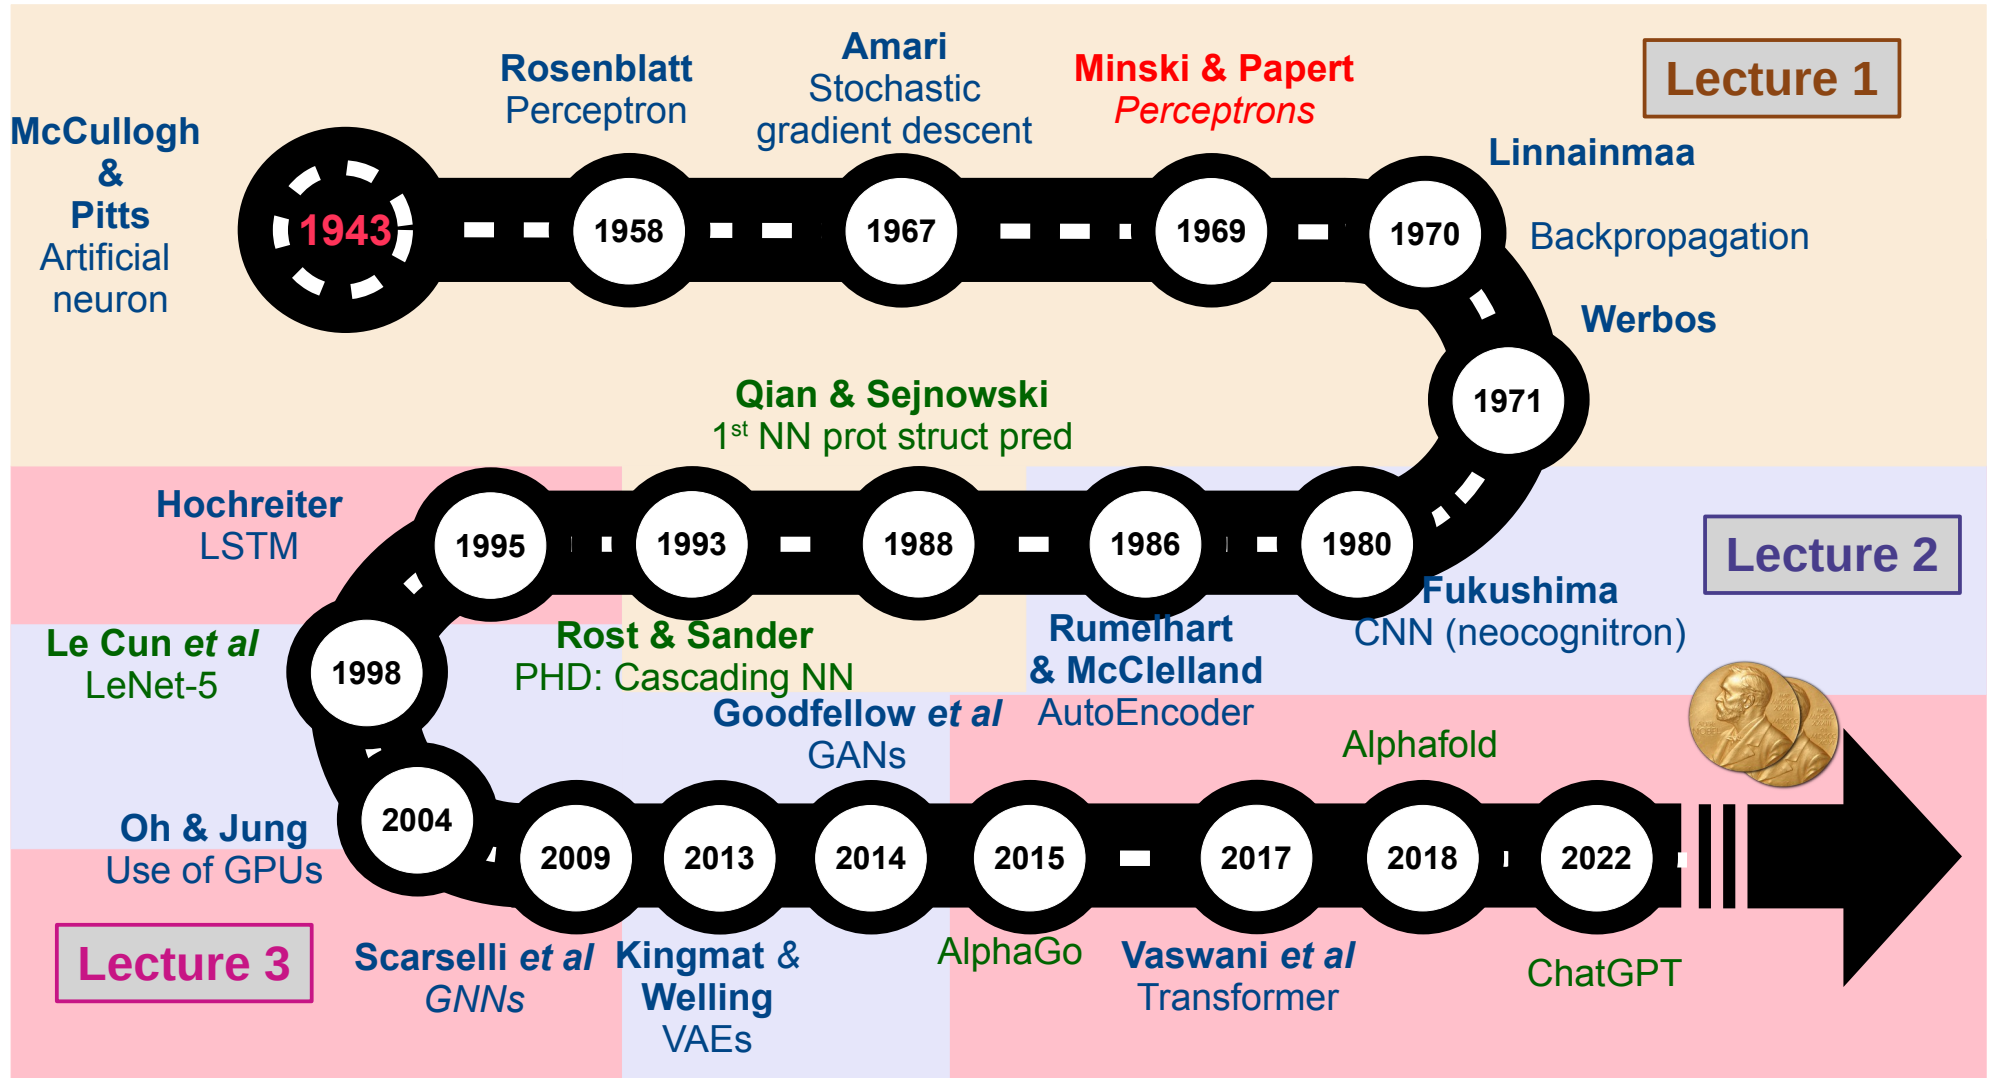 Lecture 1
McCullogh
&
Pitts
Artificial
neuron
1943
Rosenblatt
Perceptron
1958
Amari
Stochastic
gradient descent
1967
Minski & Papert
Perceptrons
1969
Linnainmaa
1970
Backpropagation
Werbos
1971
Lecture 2
Fukushima
CNN (neocognitron)
1980
Rumelhart
& McClelland
AutoEncoder
1986
Qian & Sejnowski
1st NN prot struct pred
1988
Rost & Sander
PHD: Cascading NN
1993
Hochreiter
LSTM
1995
Le Cun et al
LeNet-5
1998
Oh & Jung
Use of GPUs
2004
Lecture 3
Scarselli et al
GNNs
2009
Kingmat &
Welling
VAEs
2013
Goodfellow et al
GANs
2014
AlphaGo
2015
Vaswani et al
Transformer
2017
Alphafold
2018
ChatGPT
2022